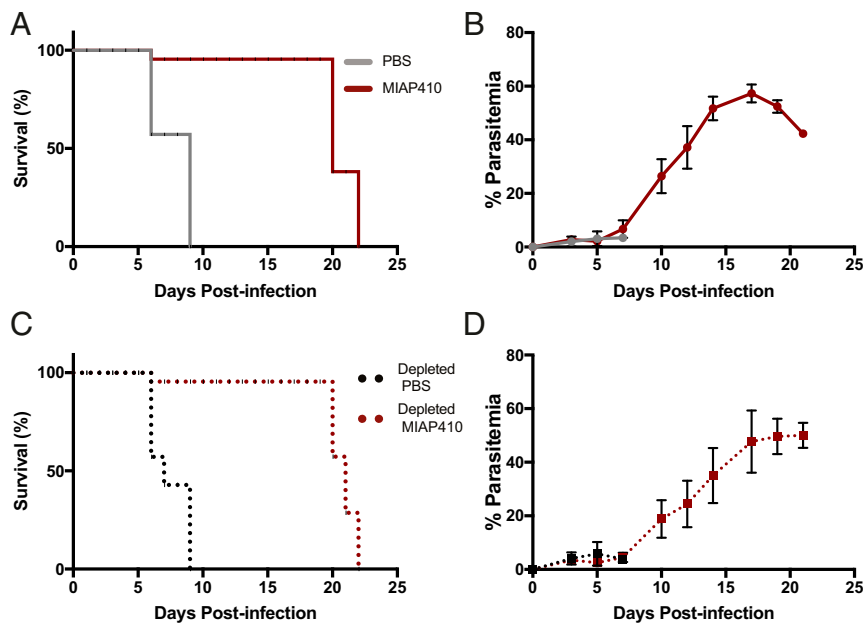 A
Survival (%)
100
50
0
0 5 10 15 20 25
Days Post-infection
PBS
MIAP410
B
% Parasitemia
80
60
40
20
0
0 5 10 15 20 25
Days Post-infection
C
Survival (%)
100
50
0
0 5 10 15 20 25
Days Post-infection
Depleted
PBS
Depleted
MIAP410
D
% Parasitemia
80
60
40
20
0
0 5 10 15 20 25
Days Post-infection